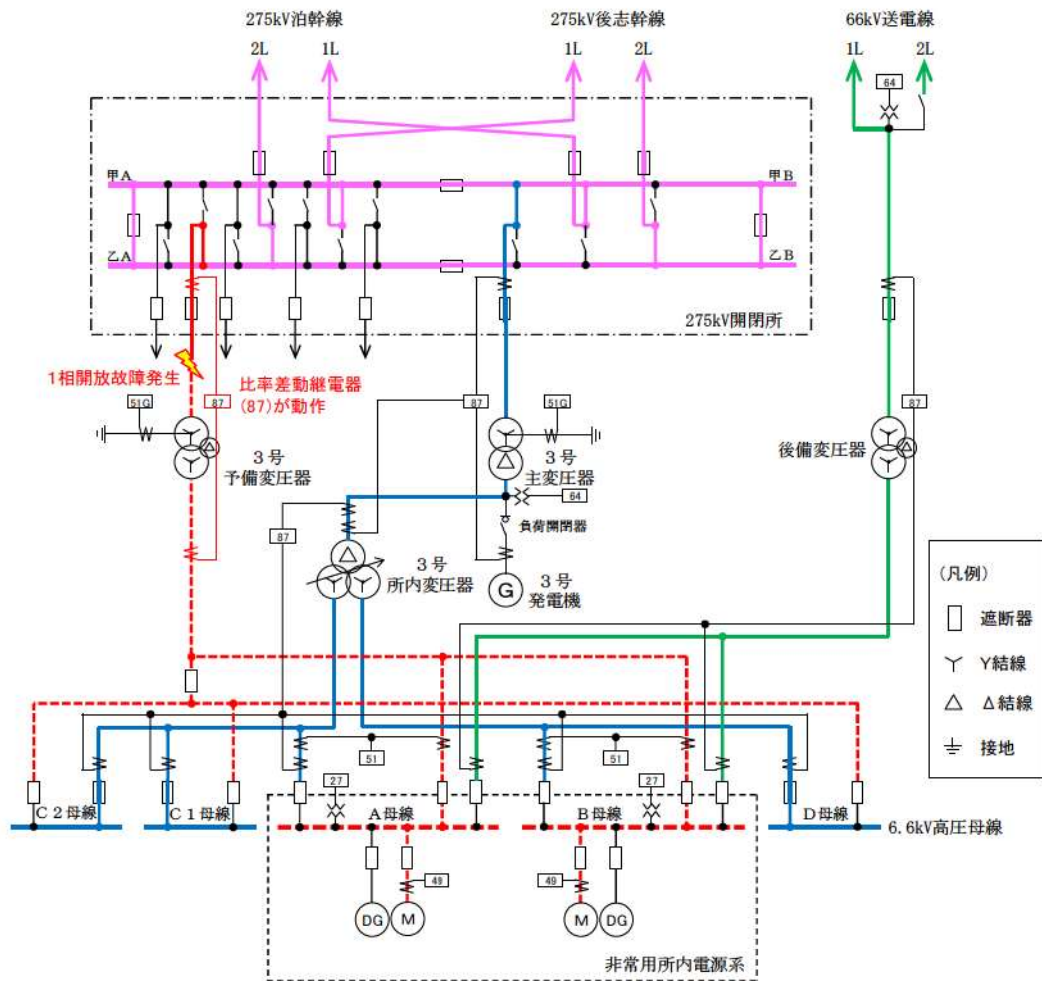 275kV泊幹線
275kV後志幹線
66kV送電線
2L
1L
1L
2L
1L
2L
64
甲A
甲B
乙A
乙B
275kV開閉所
1相開放故障発生
比率差動継電器
(87)が動作
51G
87
87
51G
87
3号
予備変圧器
3号
主変圧器
後備変圧器
64
負荷開閉器
87
3号
所内変圧器
G
3号
発電機
(凡例)
遮断器
Y結線
Δ結線
接地
51
51
27
27
C2母線
C1母線
A母線
B母線
D母線
6.6kV高圧母線
49
49
DG
M
M
DG
非常用所内電源系